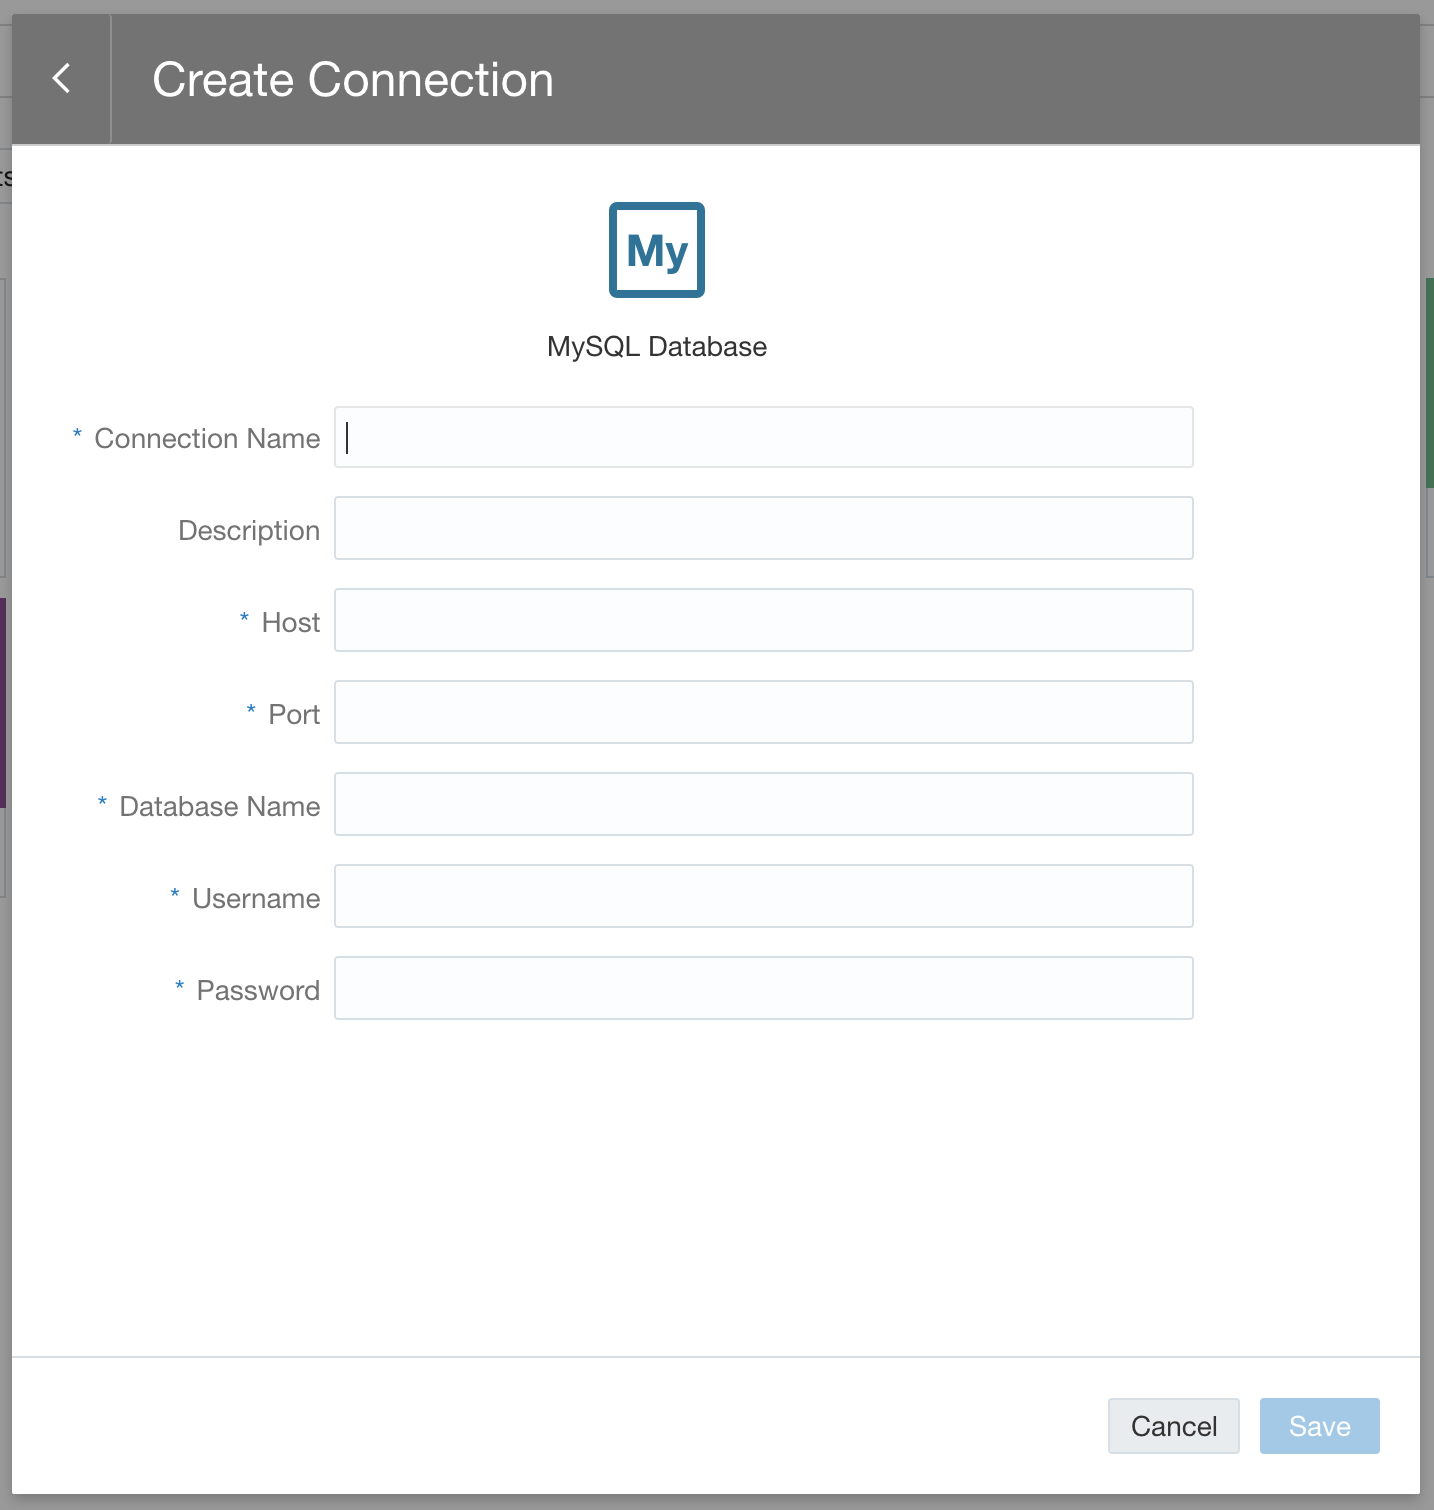 Create Connection
My
MySQL Database
* Connection Name
Description
* Host
* Port
* Database Name
* Username
* Password
Cancel Save